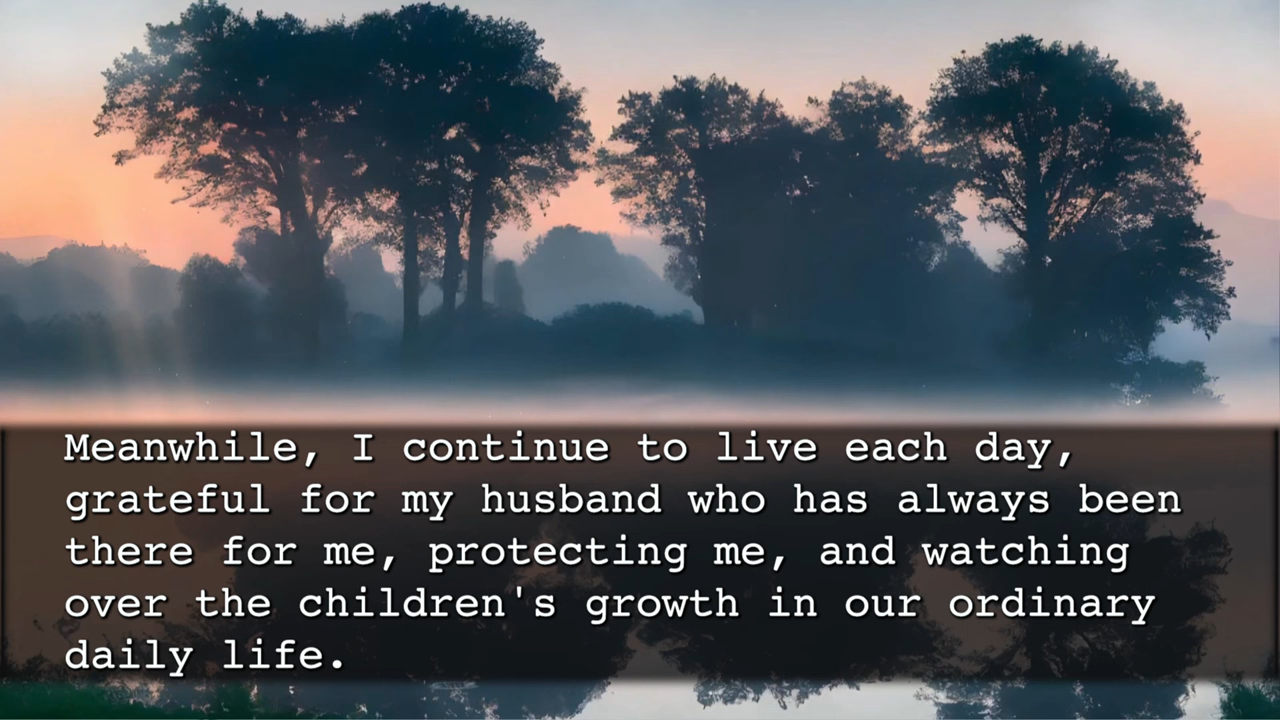 Meanwhile, I continue to live each day,
grateful for my husband who has always been
there for me, protecting me, and watching
over the children's growth in our ordinary
daily life.